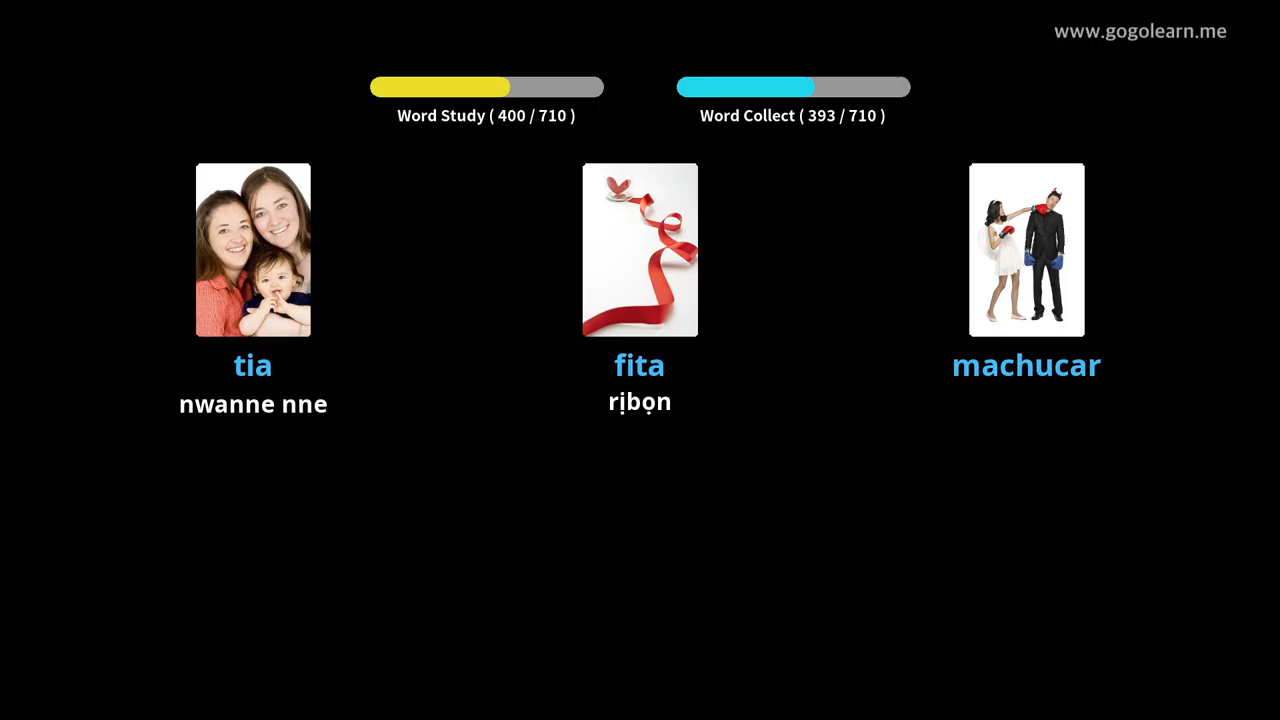 www.gogolearn.me
Word Study ( 400 / 710 )
Word Collect ( 393 / 710 )
tia
fita
machucar
nwanne nne
rịbọn